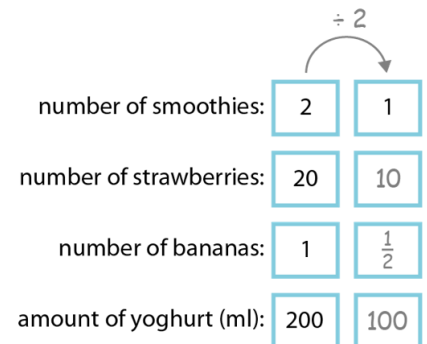 ÷ 2
number of smoothies: 2 1
number of strawberries: 20 10
number of bananas: 1 1/2
amount of yoghurt (ml): 200 100